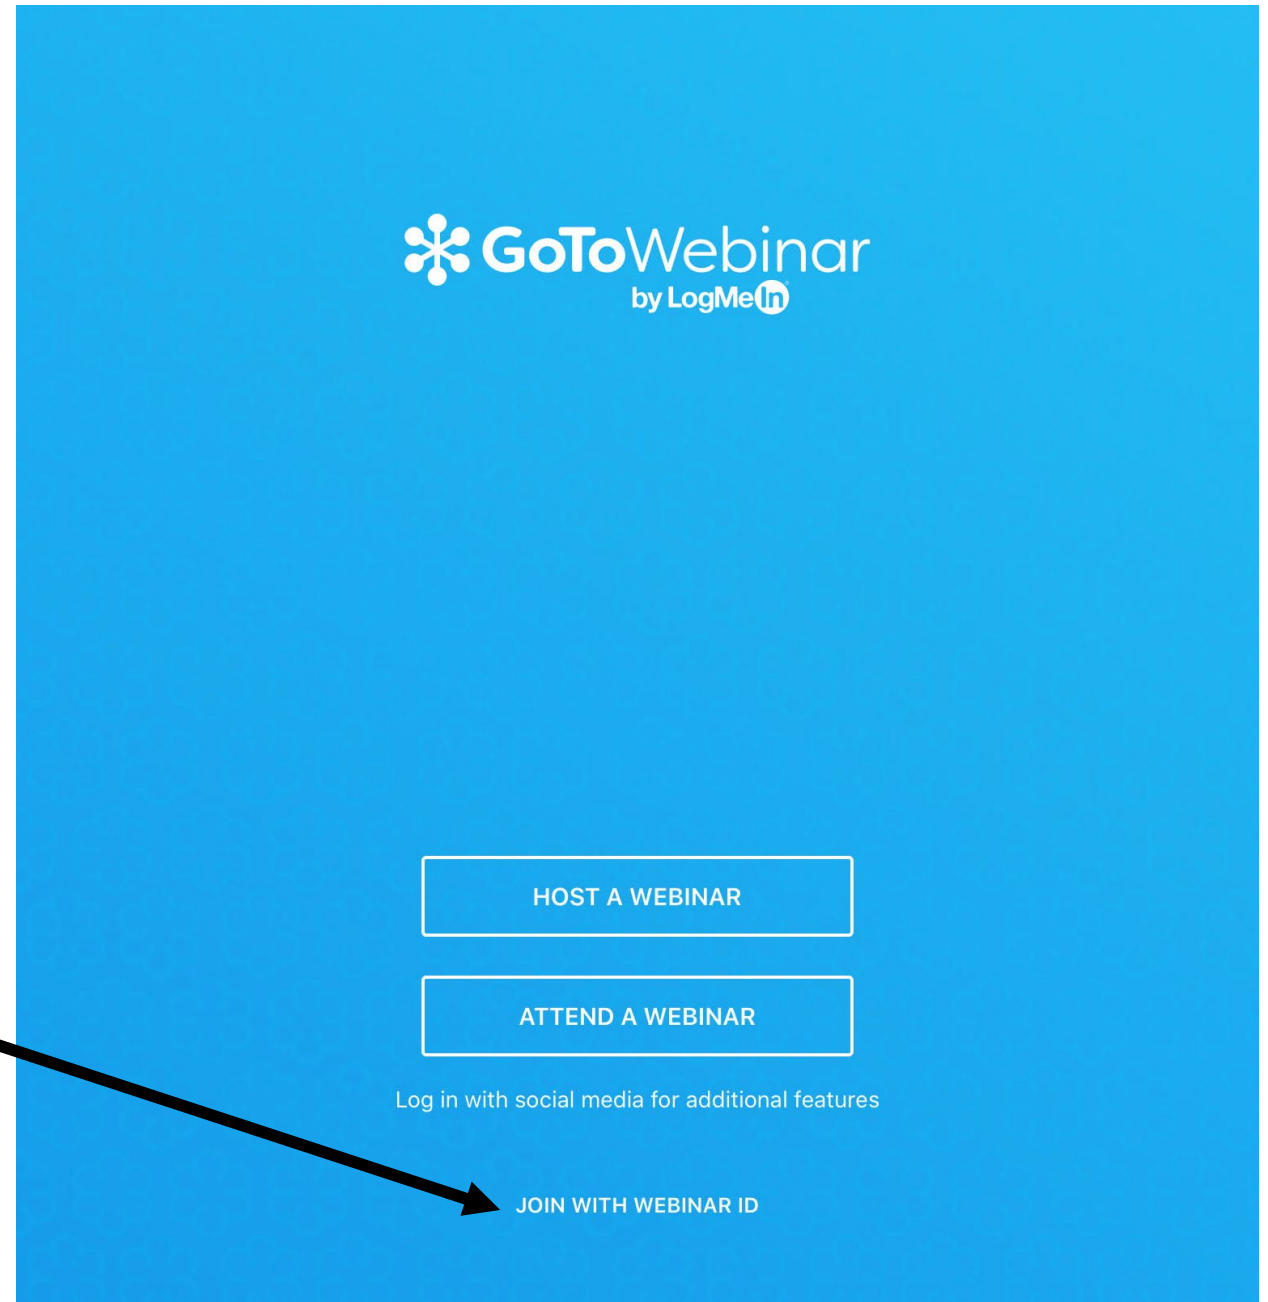 GoToWebinar
by LogMeIn
HOST A WEBINAR
ATTEND A WEBINAR
Log in with social media for additional features
JOIN WITH WEBINAR ID